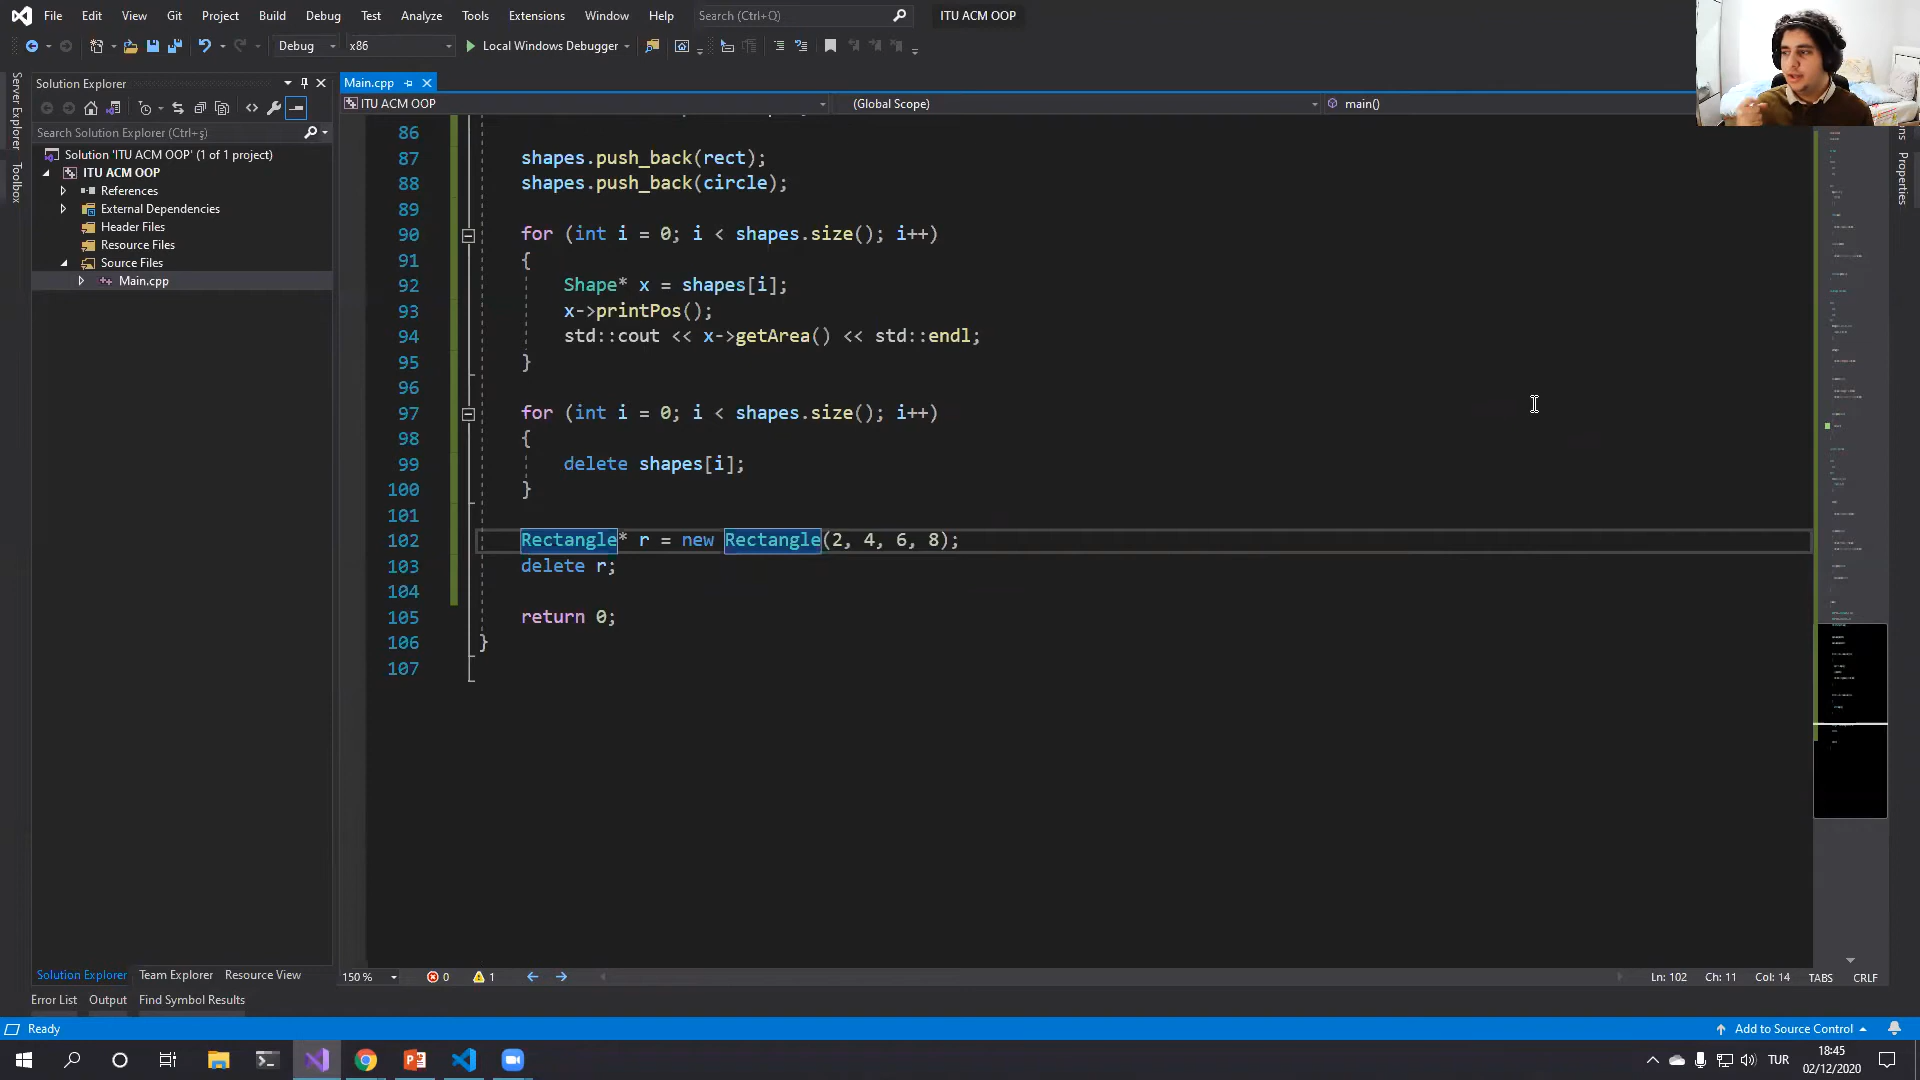 File Edit View Git Project Build Debug Test Analyze Tools Extensions Window Help Search (Ctrl+Q) ITU ACM OOP
Debug x86 Local Windows Debugger
Server Explorer
Toolbox
Solution Explorer
Search Solution Explorer (Ctrl+ş)
Solution 'ITU ACM OOP' (1 of 1 project)
ITU ACM OOP
References
External Dependencies
Header Files
Resource Files
Source Files
Main.cpp
Solution Explorer Team Explorer Resource View
Main.cpp
ITU ACM OOP (Global Scope) main()
86
87 shapes.push_back(rect);
88 shapes.push_back(circle);
89
90 for (int i = 0; i < shapes.size(); i++)
91 {
92 Shape* x = shapes[i];
93 x->printPos();
94 std::cout << x->getArea() << std::endl;
95 }
96
97 for (int i = 0; i < shapes.size(); i++)
98 {
99 delete shapes[i];
100 }
101
102 Rectangle* r = new Rectangle(2, 4, 6, 8);
103 delete r;
104
105 return 0;
106 }
107
Properties
150 % 0 1 Ln: 102 Ch: 11 Col: 14 TABS CRLF
Error List Output Find Symbol Results
Ready Add to Source Control
TUR 18:45
02/12/2020